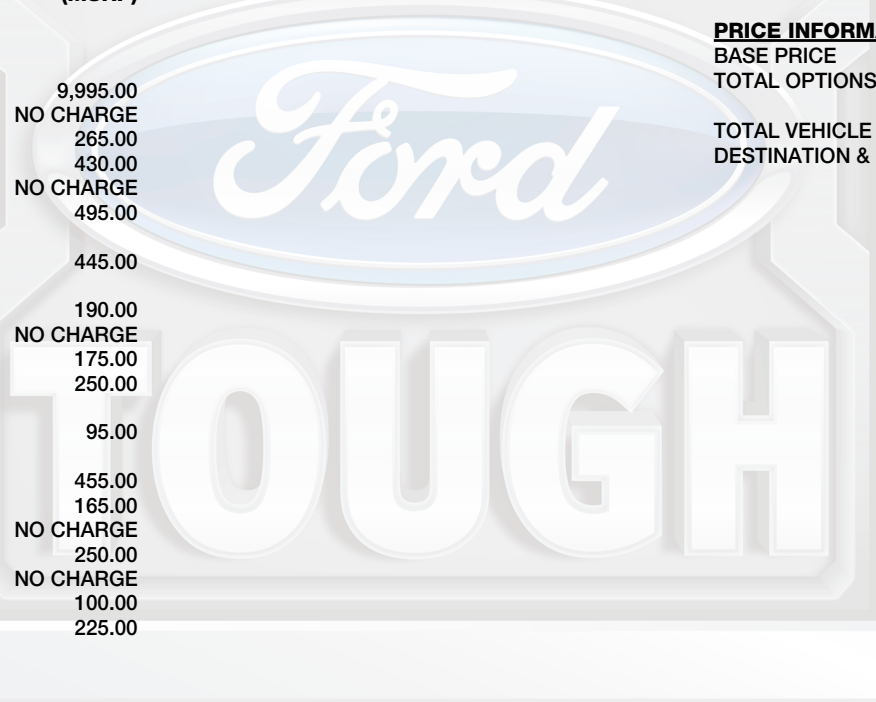 9,995.00
NO CHARGE
265.00
430.00
NO CHARGE
495.00
445.00
190.00
NO CHARGE
175.00
250.00
95.00
455.00
165.00
NO CHARGE
250.00
NO CHARGE
100.00
225.00
PRICE INFORM
BASE PRICE
TOTAL OPTIONS
TOTAL VEHICLE
DESTINATION &
Ford
TOUGH